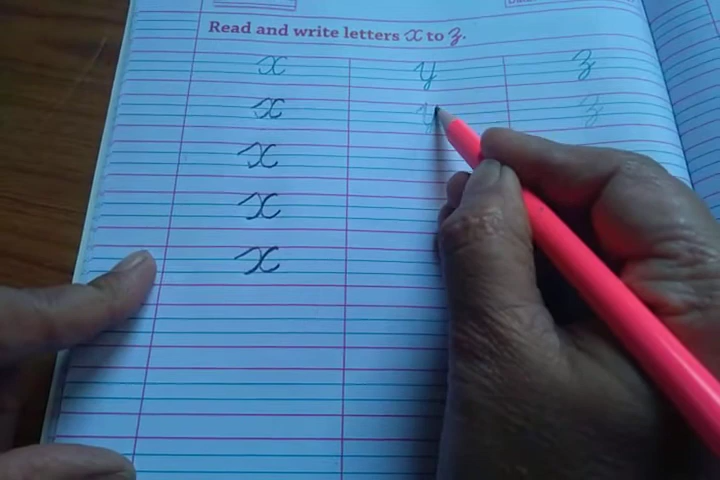 Read and write letters x to z.
x y z
x y z
x
x
x